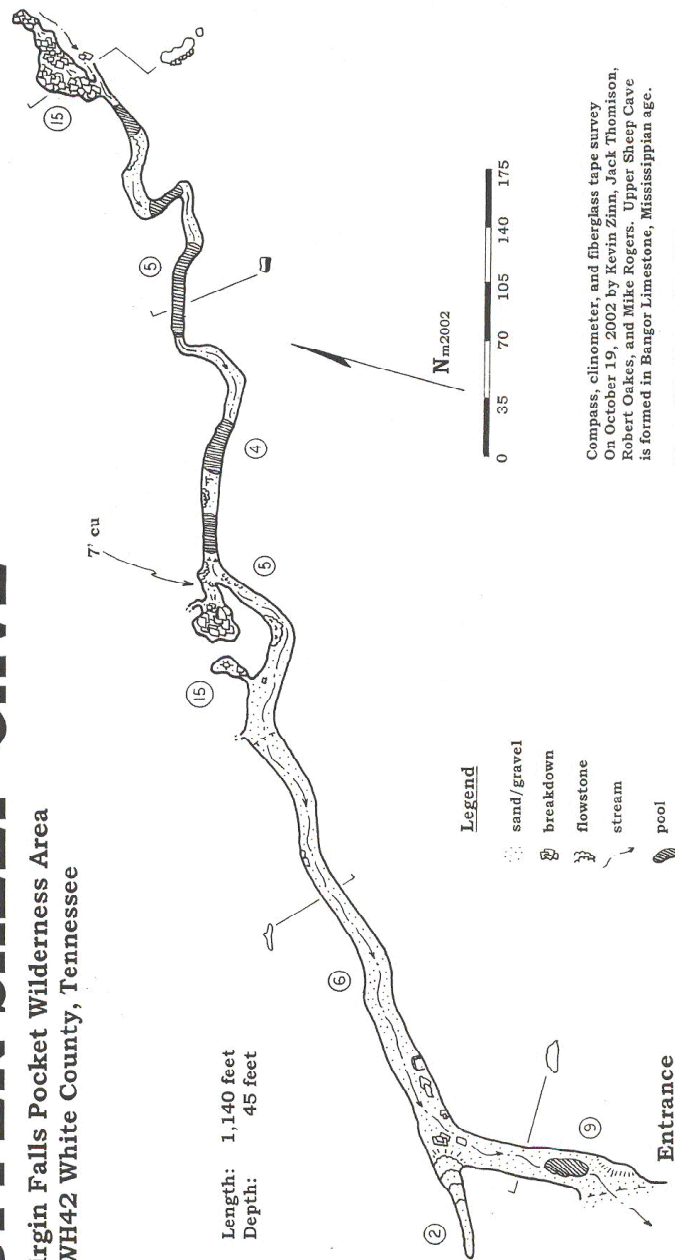 irgin Falls Pocket Wilderness Area
WH42 White County, Tennessee
Length: 1,140 feet
Depth: 45 feet
7' cu
15
15
5
5
4
6
2
9
Entrance
Legend
sand/gravel
breakdown
flowstone
stream
pool
Nm2002
0 35 70 105 140 175
Compass, clinometer, and fiberglass tape survey
On October 19, 2002 by Kevin Zinn, Jack Thomison,
Robert Oakes, and Mike Rogers. Upper Sheep Cave
is formed in Bangor Limestone, Mississippian age.